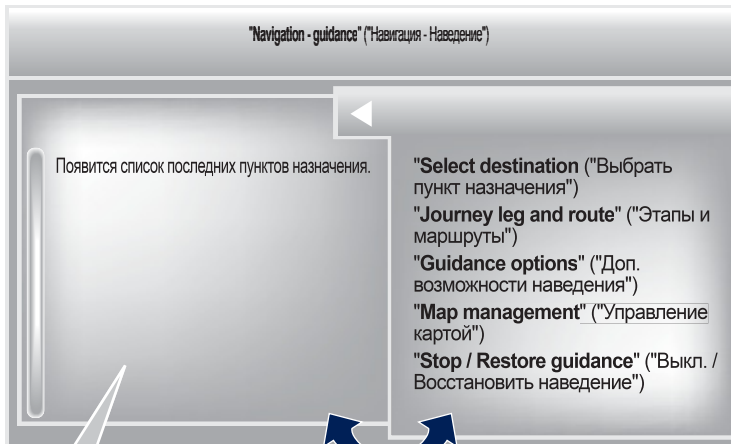 "Navigation - guidance" ("Навигация - Наведение")
Появится список последних пунктов назначения.
"Select destination ("Выбрать
пункт назначения")
"Journey leg and route" ("Этапы и
маршруты")
"Guidance options" ("Доп.
возможности наведения")
"Map management" ("Управление
картой")
"Stop / Restore guidance" ("Выкл. /
Восстановить наведение")